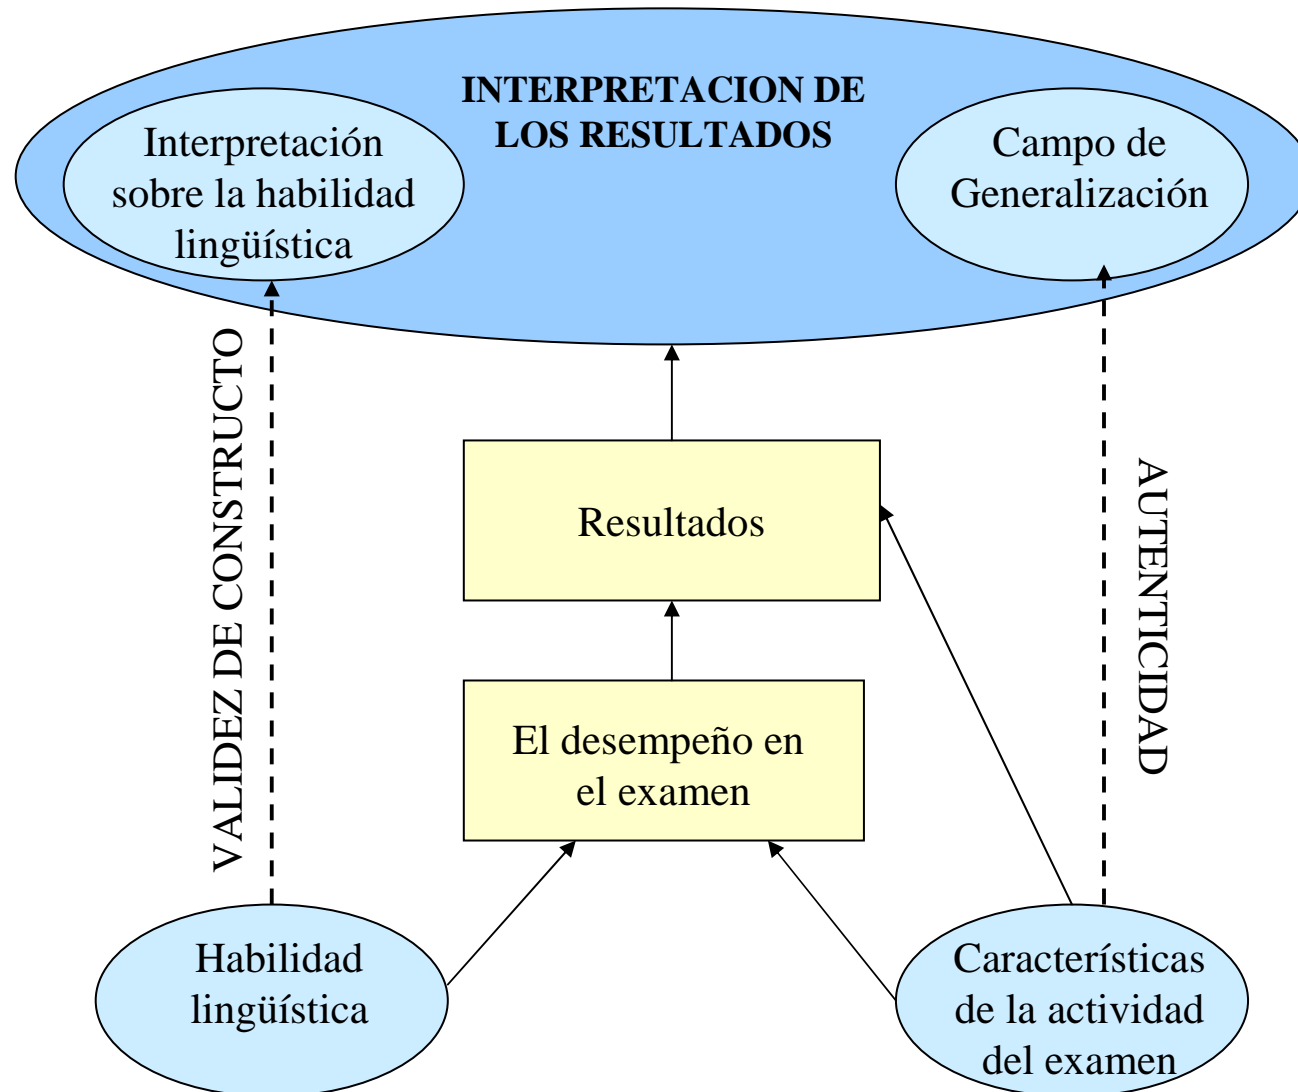 INTERPRETACION DE
LOS RESULTADOS
Interpretación
sobre la habilidad
lingüística
Campo de
Generalización
VALIDEZ DE CONSTRUCTO
AUTENTICIDAD
Resultados
El desempeño en
el examen
Habilidad
lingüística
Característícas
de la actividad
del examen